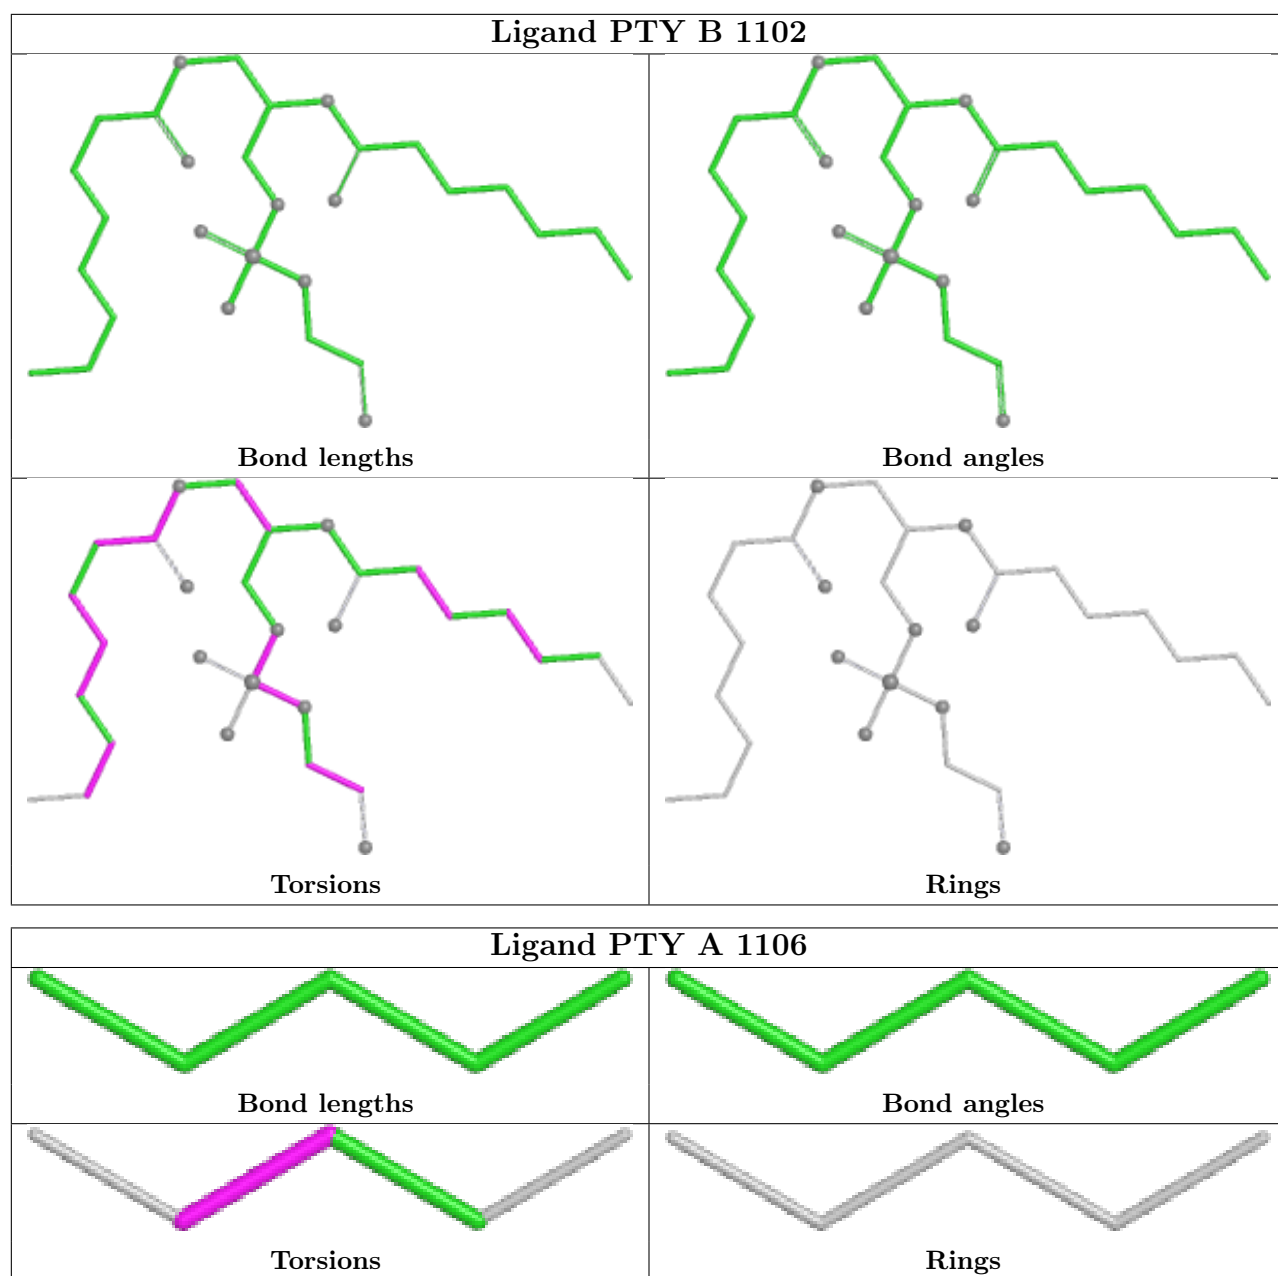 Ligand PTY B 1102
Bond lengths
Bond angles
Torsions
Rings
Ligand PTY A 1106
Bond lengths
Bond angles
Torsions
Rings